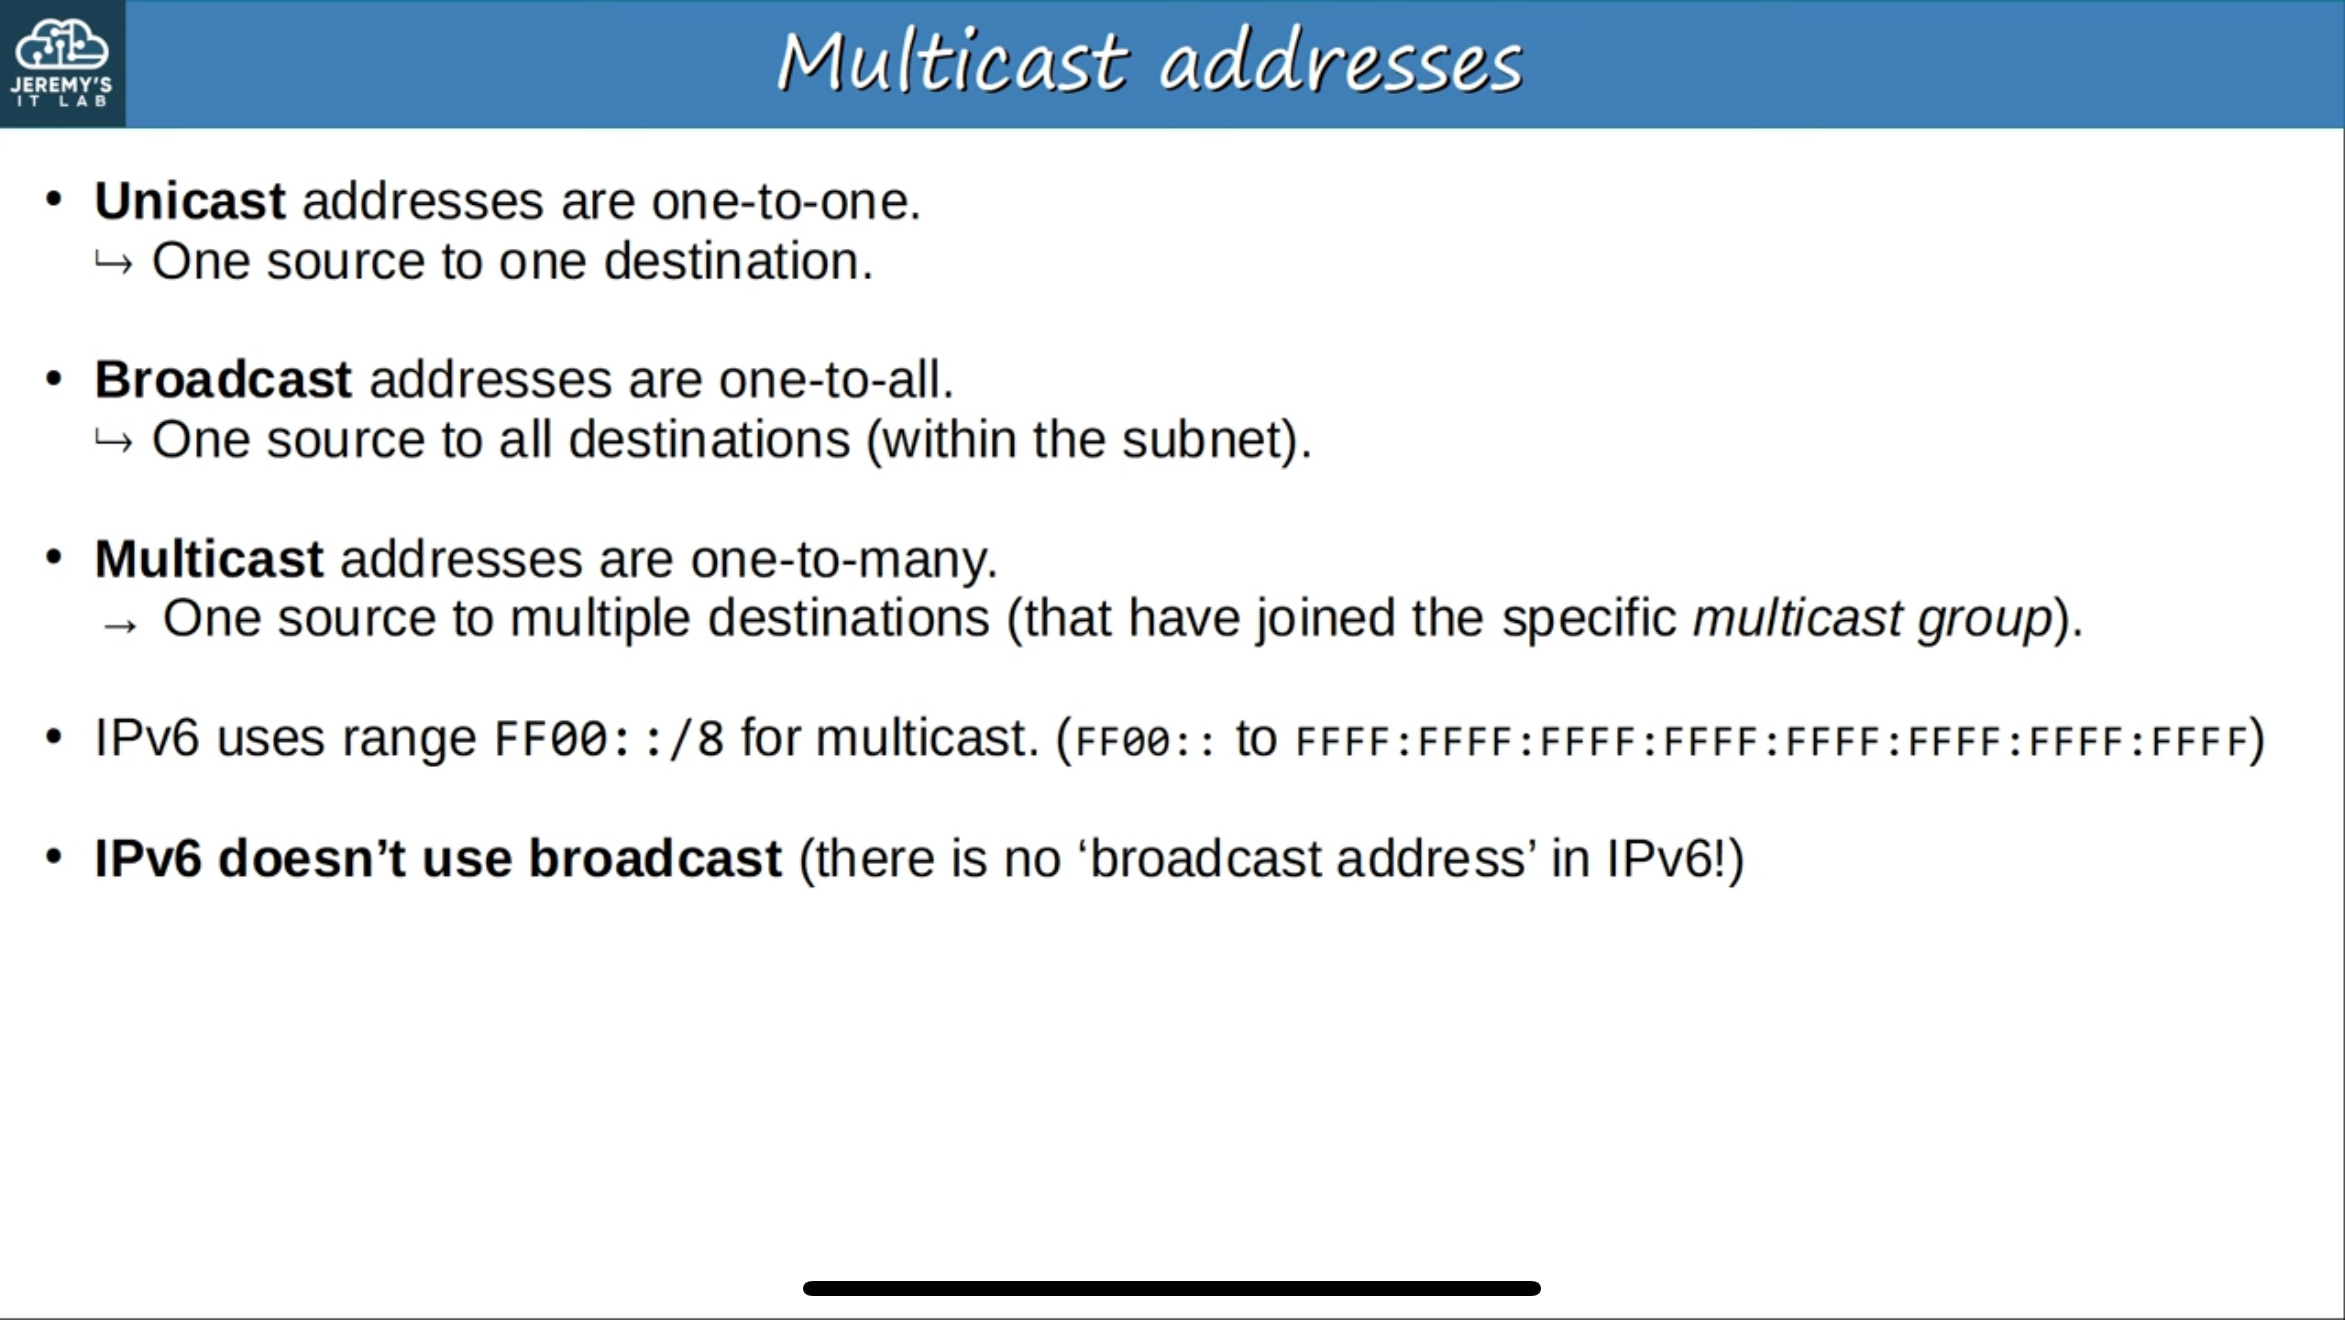 JEREMY'S
IT LAB
Multicast addresses
• Unicast addresses are one-to-one.
↪ One source to one destination.
• Broadcast addresses are one-to-all.
↪ One source to all destinations (within the subnet).
• Multicast addresses are one-to-many.
→ One source to multiple destinations (that have joined the specific multicast group).
• IPv6 uses range FF00::/8 for multicast. (FF00:: to FFFF:FFFF:FFFF:FFFF:FFFF:FFFF:FFFF:FFFF)
• IPv6 doesn’t use broadcast (there is no ‘broadcast address’ in IPv6!)